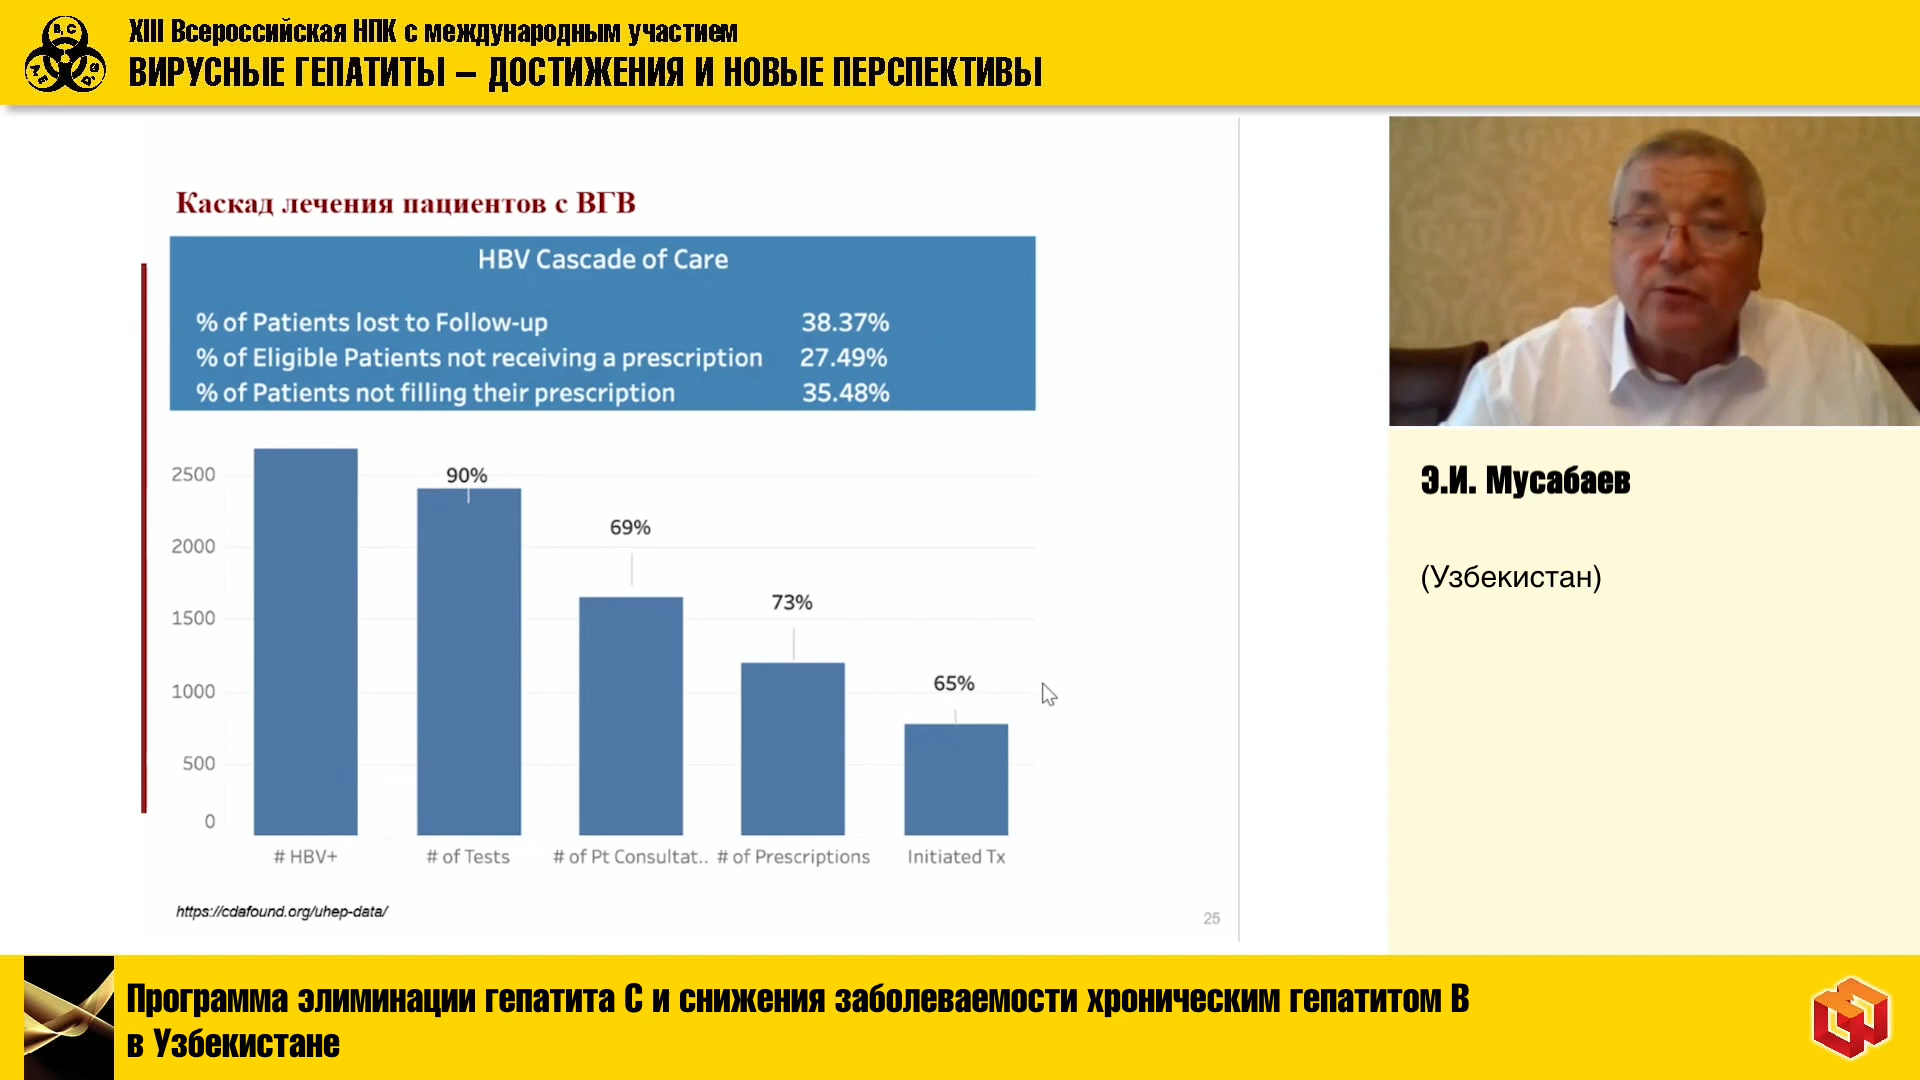 XIII Всероссийская НПК с международным участием
ВИРУСНЫЕ ГЕПАТИТЫ – ДОСТИЖЕНИЯ И НОВЫЕ ПЕРСПЕКТИВЫ
Каскад лечения пациентов с ВГВ
HBV Cascade of Care
% of Patients lost to Follow-up 38.37%
% of Eligible Patients not receiving a prescription 27.49%
% of Patients not filling their prescription 35.48%
2500
2000
1500
1000
500
0
90%
69%
73%
65%
# HBV+ # of Tests # of Pt Consultat.. # of Prescriptions Initiated Tx
https://cdafound.org/uhep-data/
25
Э.И. Мусабаев
(Узбекистан)
Программа элиминации гепатита С и снижения заболеваемости хроническим гепатитом В
в Узбекистане